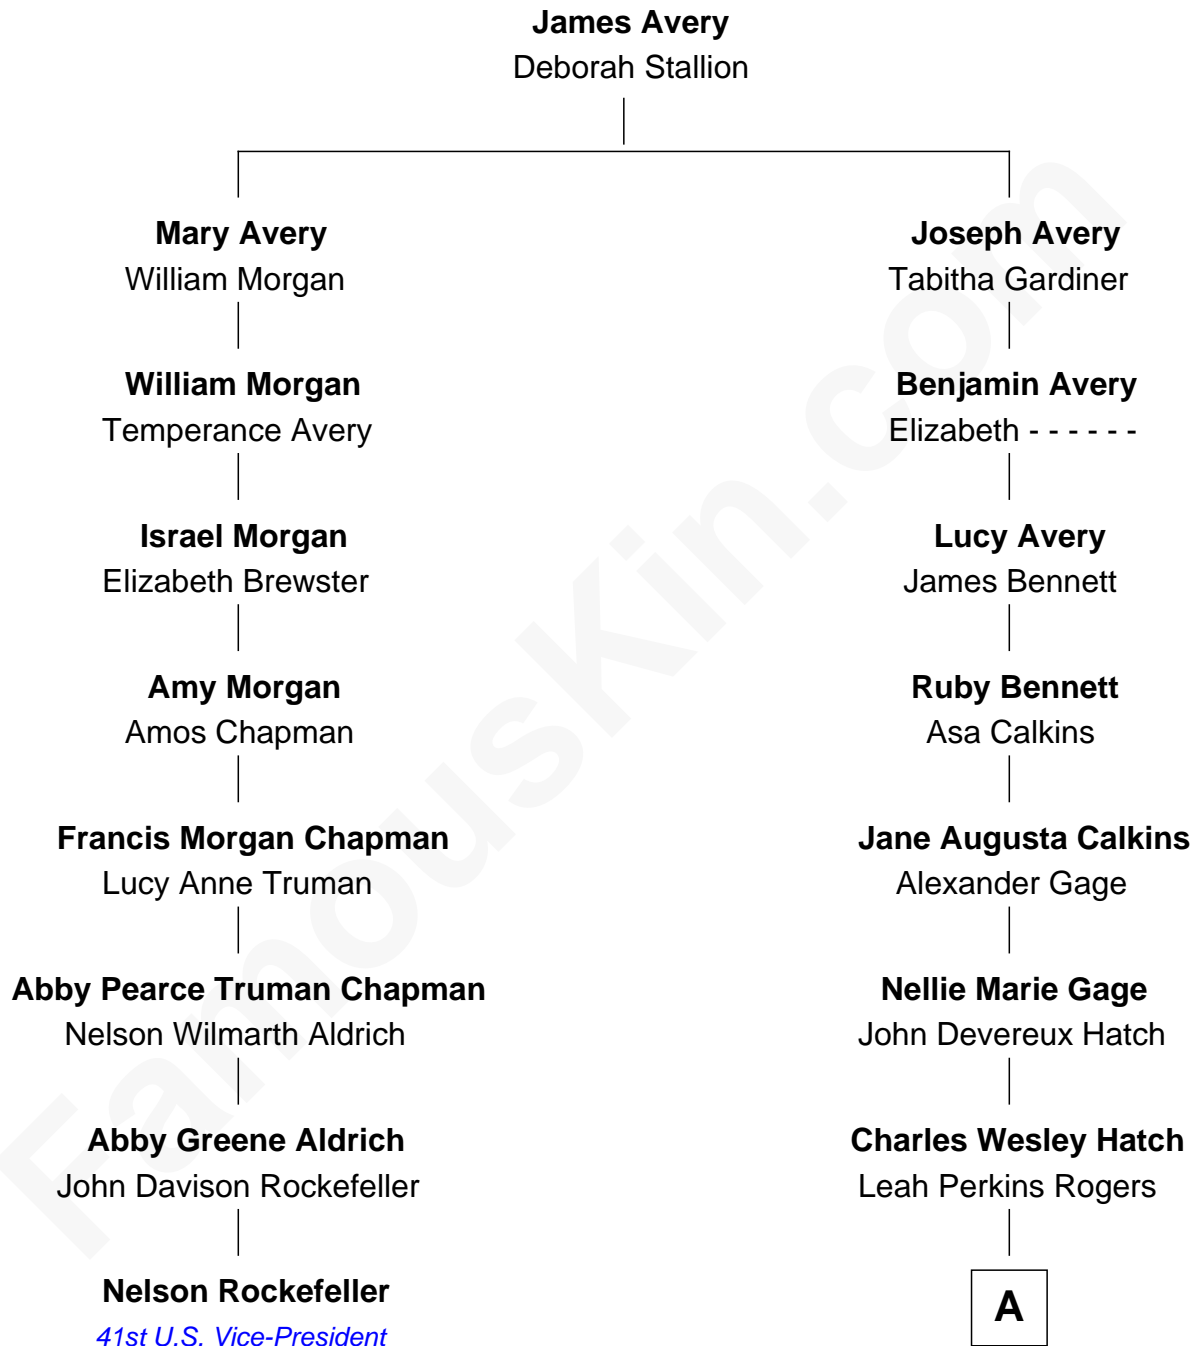 James Avery
Deborah Stallion
Mary Avery
William Morgan
Joseph Avery
Tabitha Gardiner
William Morgan
Temperance Avery
Benjamin Avery
Elizabeth - - - - - -
Israel Morgan
Elizabeth Brewster
Lucy Avery
James Bennett
Amy Morgan
Amos Chapman
Ruby Bennett
Asa Calkins
Francis Morgan Chapman
Lucy Anne Truman
Jane Augusta Calkins
Alexander Gage
Abby Pearce Truman Chapman
Nelson Wilmarth Aldrich
Nellie Marie Gage
John Devereux Hatch
Abby Greene Aldrich
John Davison Rockefeller
Charles Wesley Hatch
Leah Perkins Rogers
Nelson Rockefeller
41st U.S. Vice-President
A
FamousKin.com